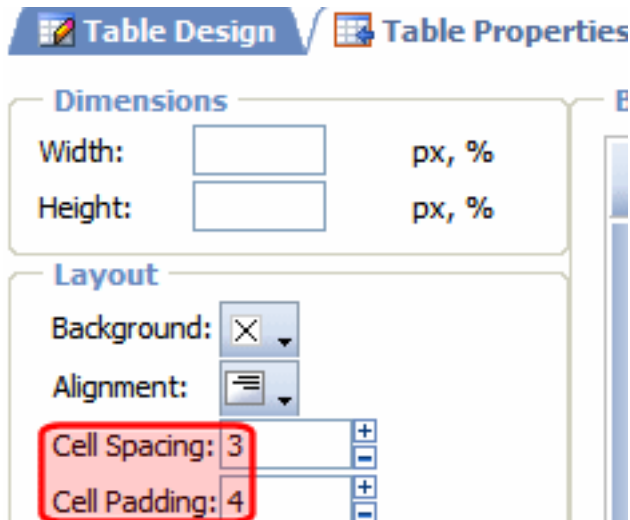 Table Design Table Properties
Dimensions
Width: px, %
Height: px, %
Layout
Background:
Alignment:
Cell Spacing: 3
Cell Padding: 4